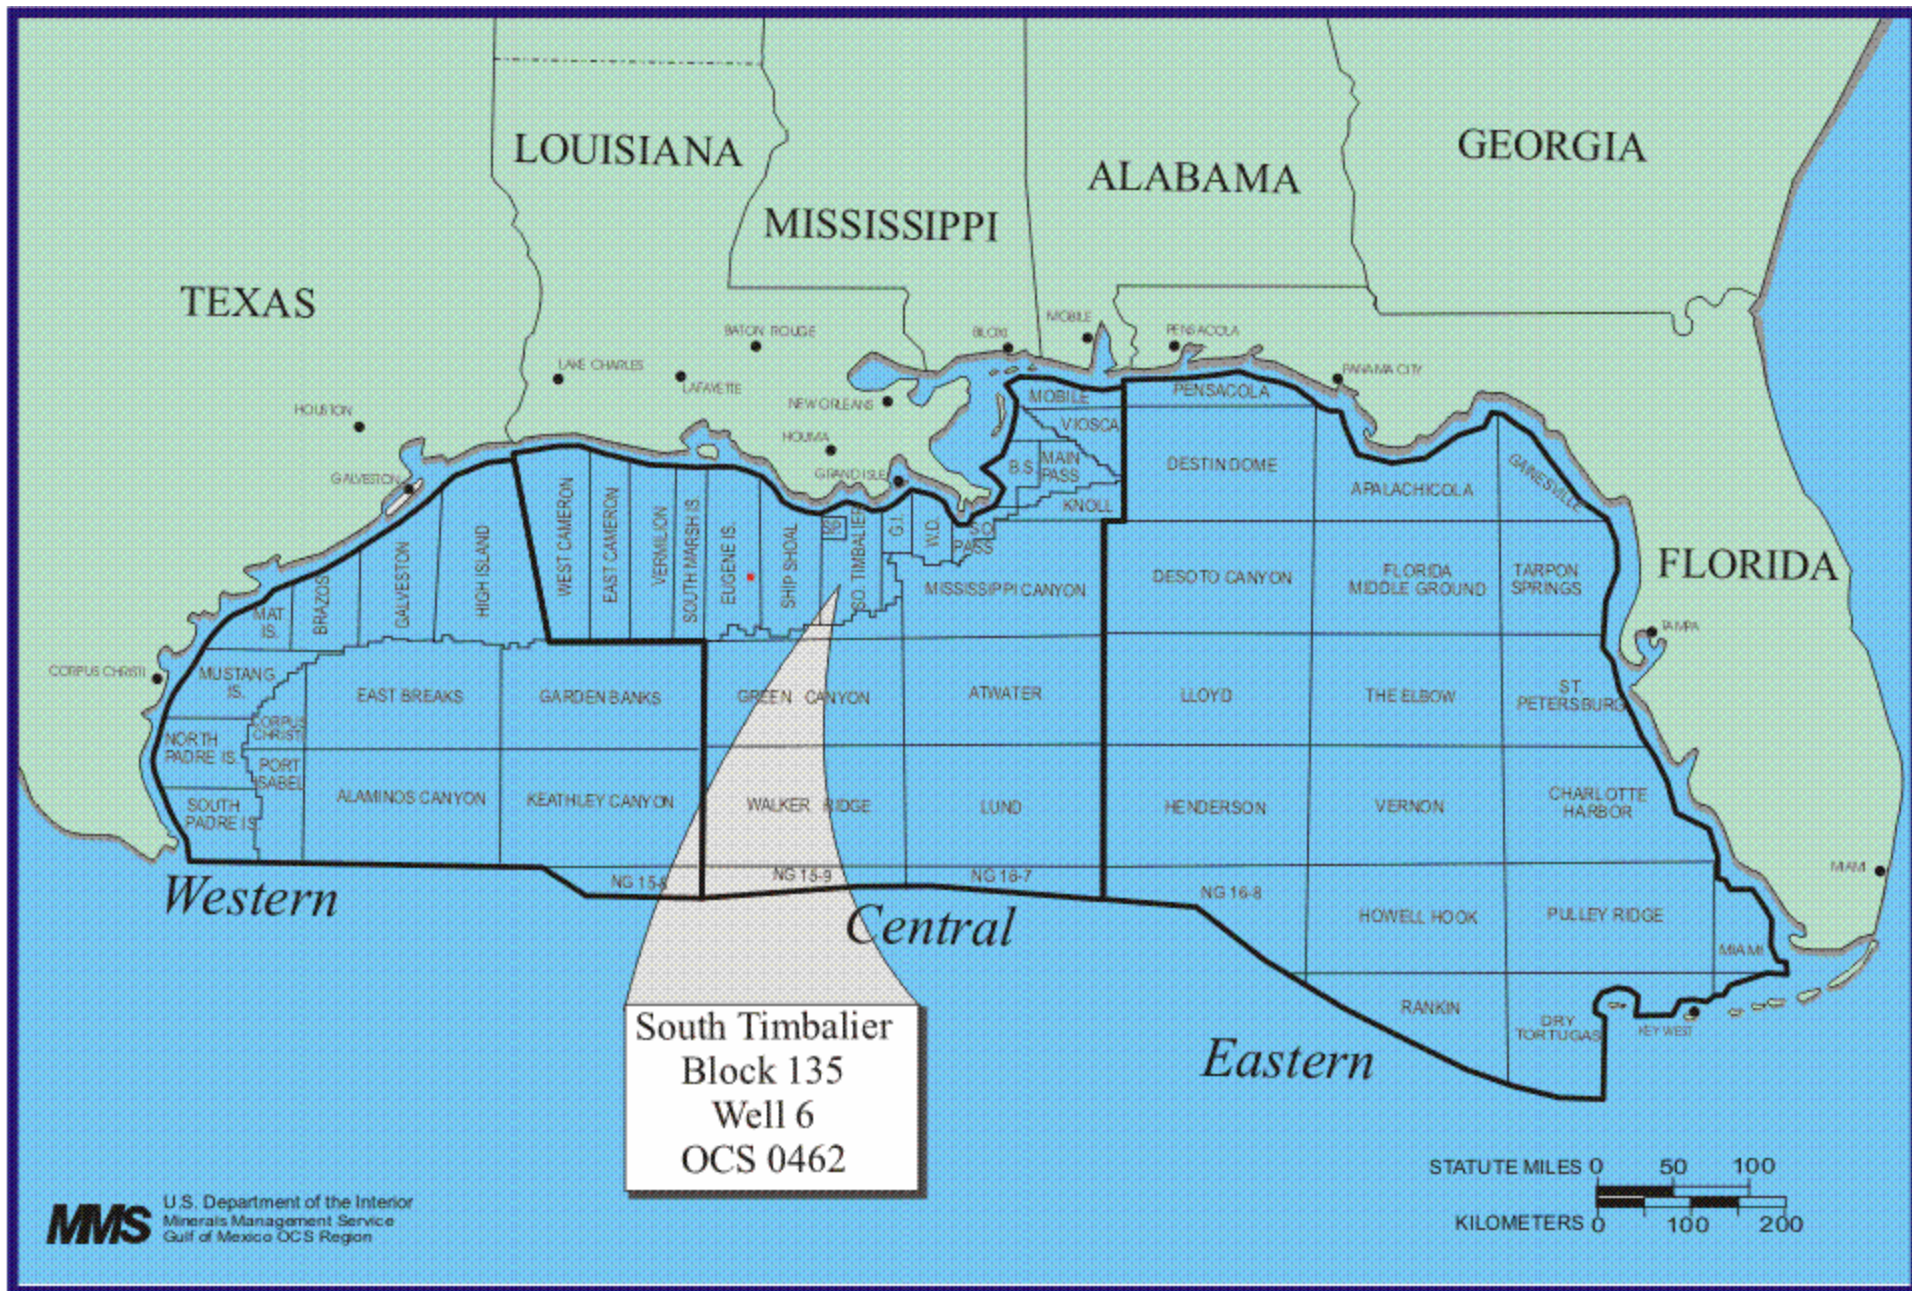 LOUISIANA
GEORGIA
ALABAMA
MISSISSIPPI
TEXAS
BATON ROUGE
BILOXI
MOBILE
PENSACOLA
LAKE CHARLES
LAFAYETTE
PANAMA CITY
NEW ORLEANS
HOUSTON
HOUMA
GRAND ISLE
GALVESTON
MOBILE
PENSACOLA
VIOSCA
KNOLL
B.S.
MAIN
PASS
DESTIN DOME
APALACHICOLA
GAINESVILLE
WEST CAMERON
EAST CAMERON
VERMILION
SOUTH MARSH IS.
EUGENE IS.
SHIP SHOAL
SO. TIMBALIER
G.I.
W.D.
S.O.
PASS
MAT
IS.
BRAZOS
GALVESTON
HIGH ISLAND
MISSISSIPPI CANYON
DESOTO CANYON
FLORIDA
MIDDLE GROUND
TARPON
SPRINGS
FLORIDA
TAMPA
CORPUS CHRISTI
MUSTANG
IS.
CORPUS
CHRISTI
EAST BREAKS
GARDEN BANKS
GREEN CANYON
ATWATER
LLOYD
THE ELBOW
ST.
PETERSBURG
NORTH
PADRE IS.
PORT
ISABEL
SOUTH
PADRE IS.
ALAMINOS CANYON
KEATHLEY CANYON
WALKER RIDGE
LUND
HENDERSON
VERNON
CHARLOTTE
HARBOR
MIAMI
NG 15-8
NG 15-9
NG 16-7
NG 16-8
HOWELL HOOK
PULLEY RIDGE
MIAMI
Western
Central
Eastern
RANKIN
DRY
TORTUGAS
KEY WEST
South Timbalier
Block 135
Well 6
OCS 0462
STATUTE MILES 0 50 100
KILOMETERS 0 100 200
MMS
U.S. Department of the Interior
Minerals Management Service
Gulf of Mexico OCS Region